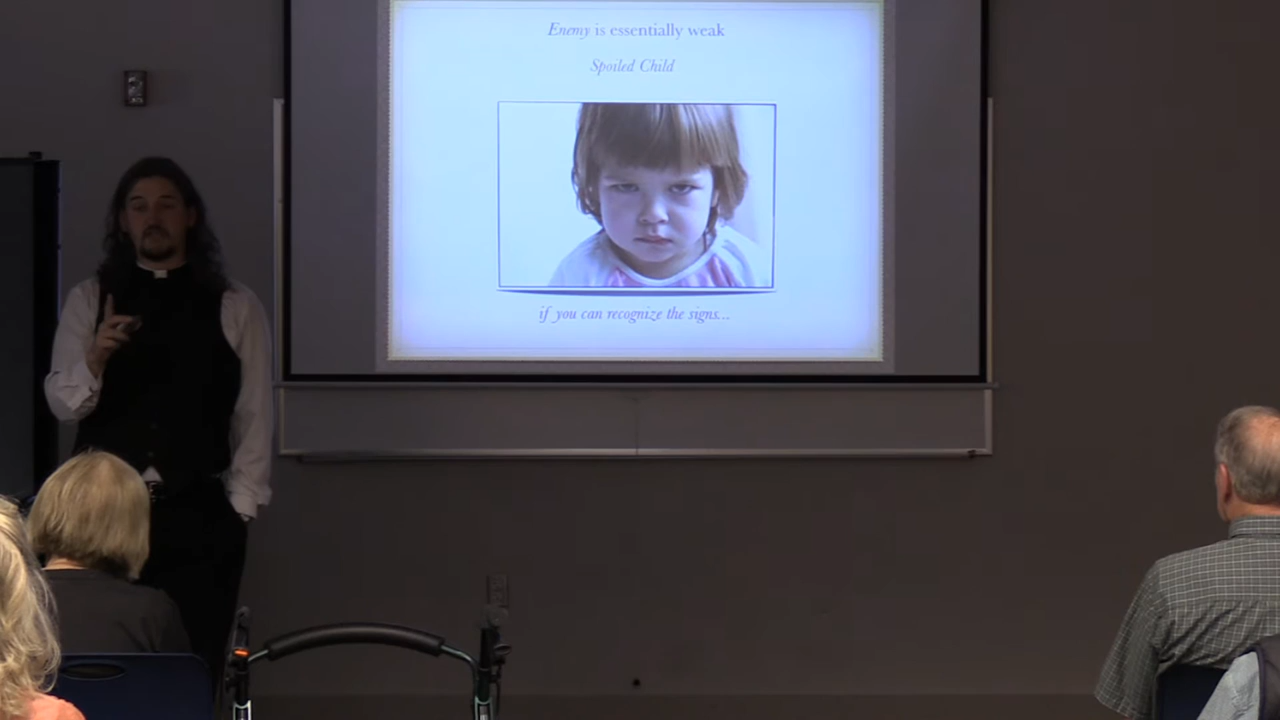 Enemy is essentially weak
Spoiled Child
if you can recognize the signs...